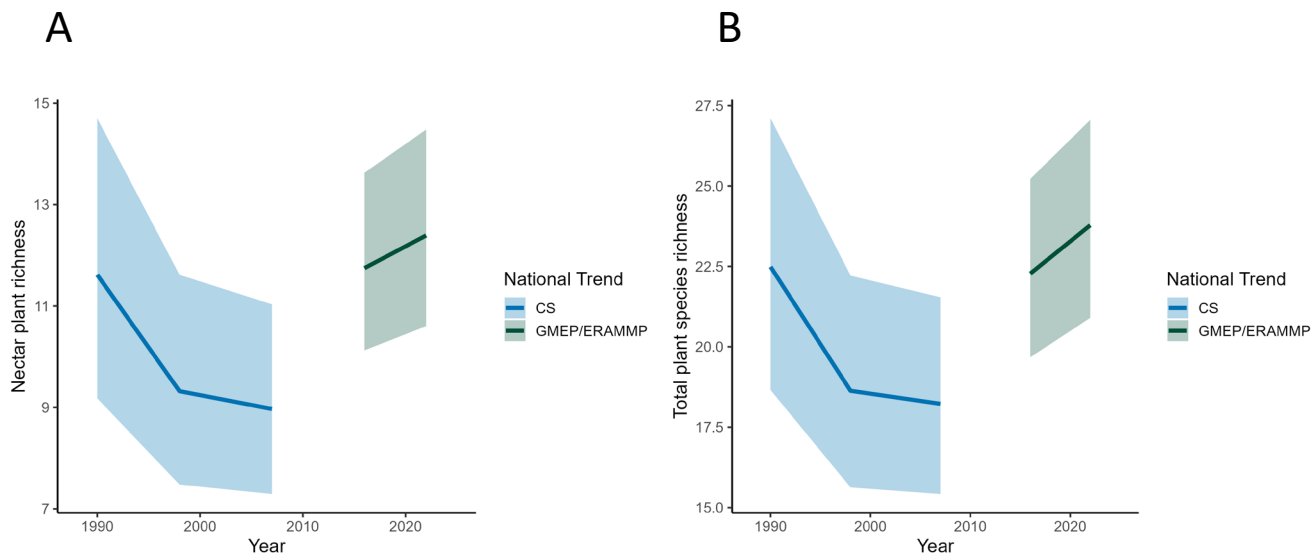 A
Nectar plant richness
15
13
11
9
7
1990 2000 2010 2020
Year
National Trend
CS
GMEP/ERAMMP
B
Total plant species richness
27.5
25.0
22.5
20.0
17.5
15.0
1990 2000 2010 2020
Year
National Trend
CS
GMEP/ERAMMP